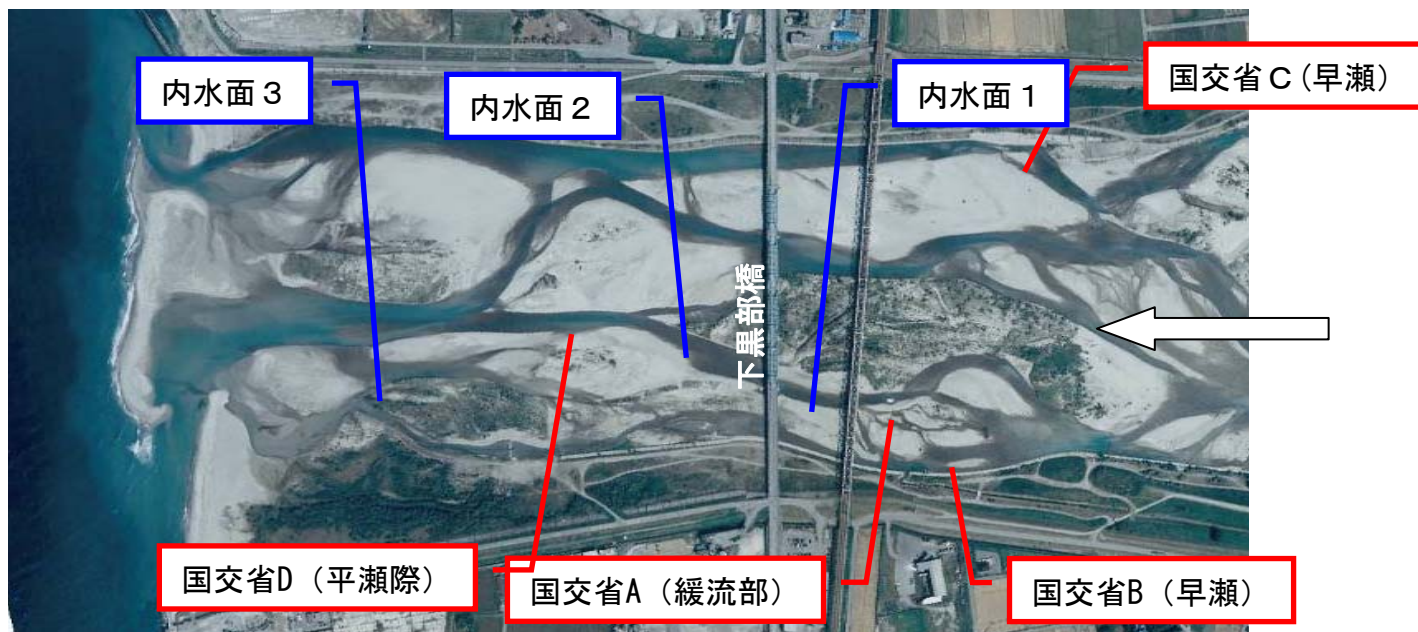 国交省C(早瀬)
内水面3
内水面2
内水面1
下黒部橋
国交省D(平瀬際)
国交省A(緩流部)
国交省B(早瀬)